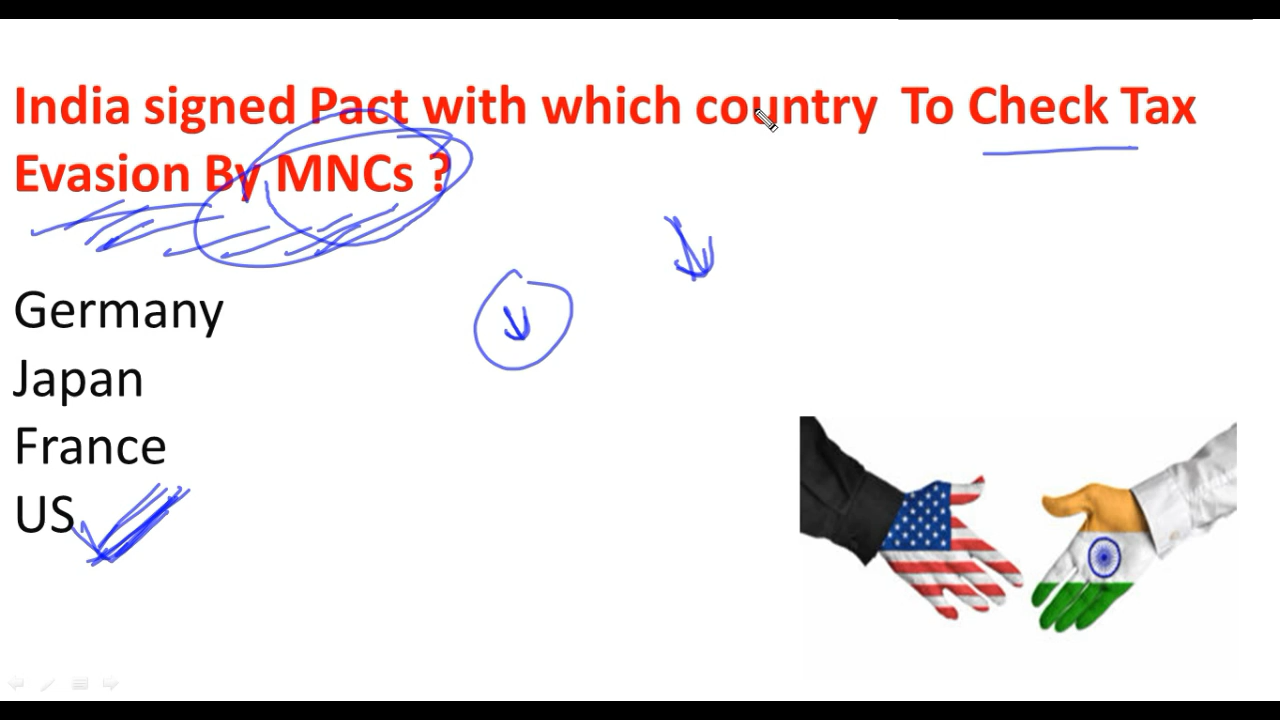 India signed Pact with which country To Check Tax
Evasion By MNCs ?
Germany
Japan
France
US